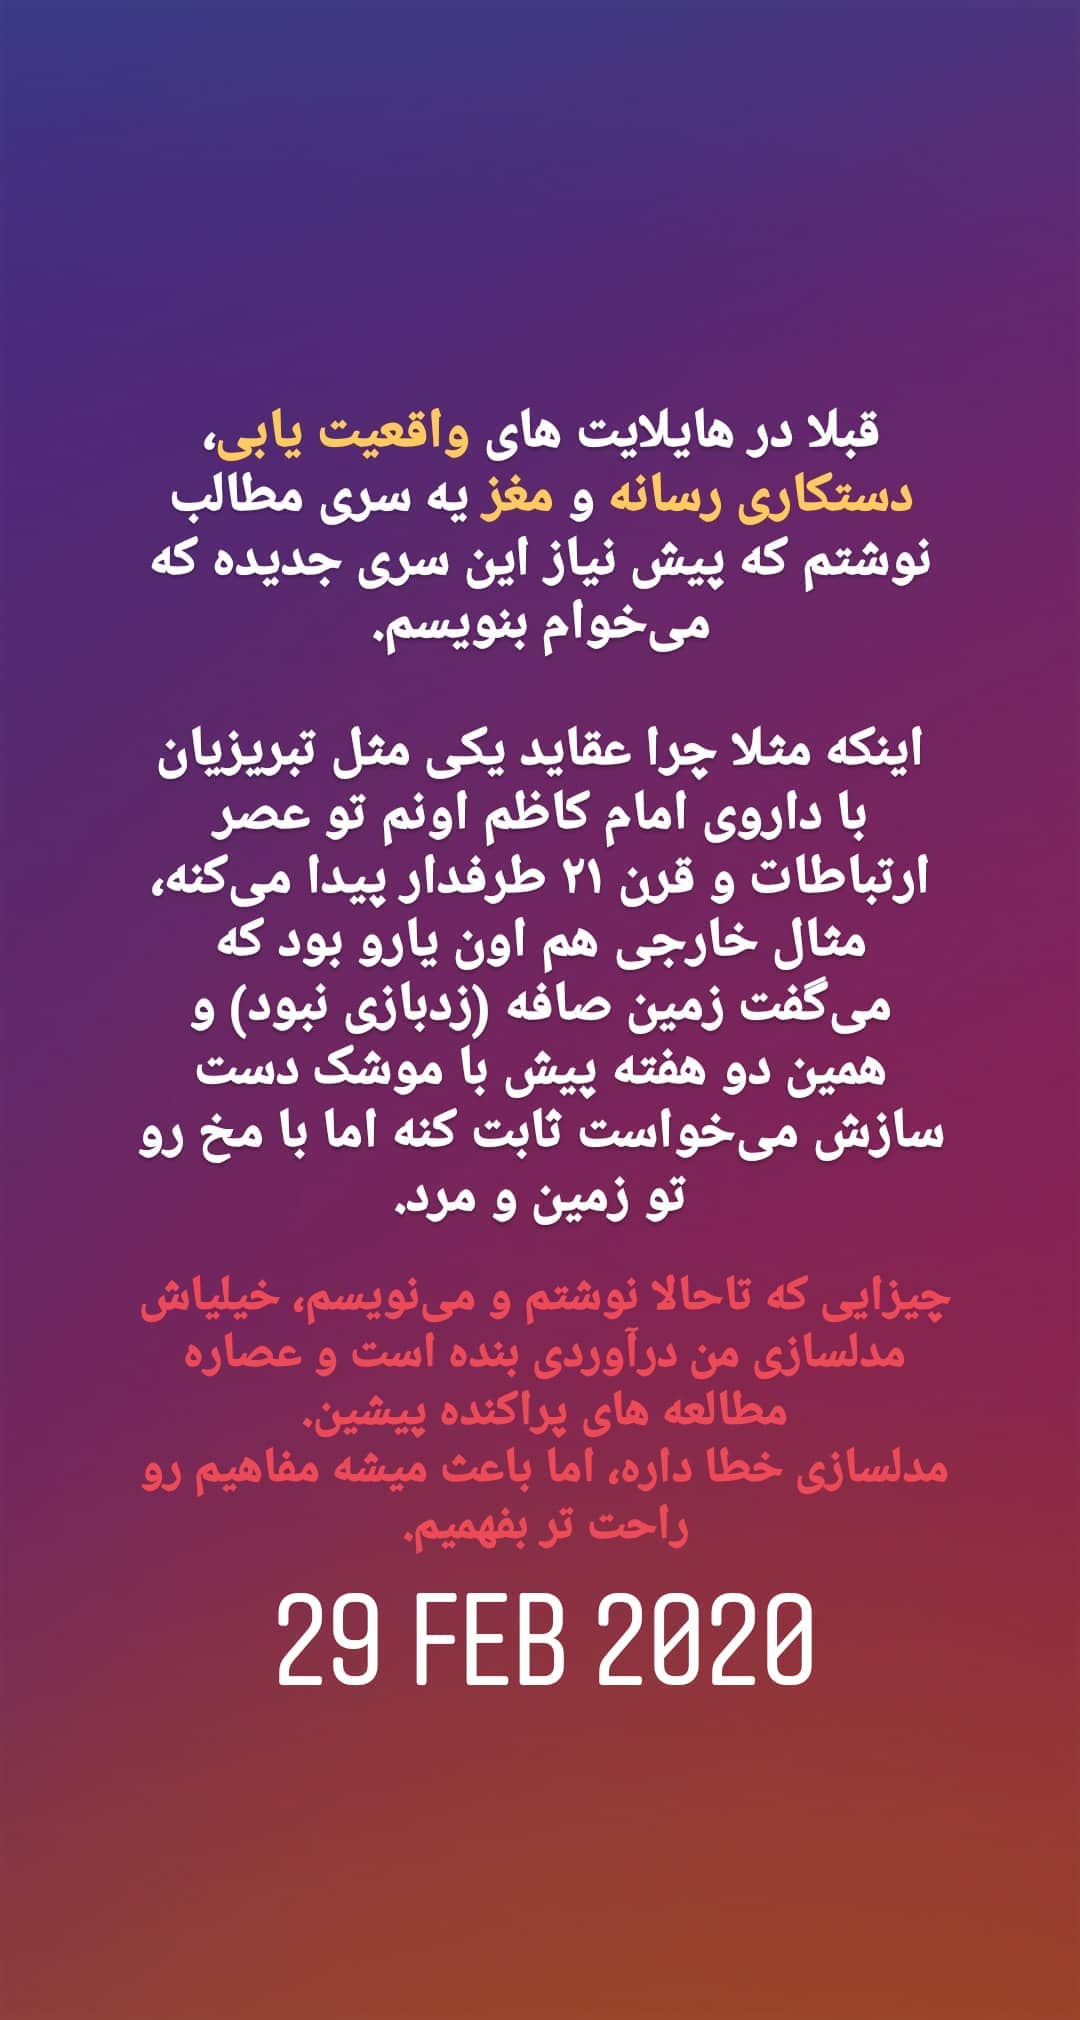 قبلا در هایلایت های واقعیت یابی،
دستکاری رسانه و مغز یه سری مطالب
نوشتم که پیش نیاز این سری جدیده که
می‌خوام بنویسم.
اینکه مثلا چرا عقاید یکی مثل تبریزیان
با داروی امام کاظم اونم تو عصر
ارتباطات و قرن ۲۱ طرفدار پیدا می‌کنه،
مثال خارجی هم اون یارو بود که
می‌گفت زمین صافه (زدبازی نبود) و
همین دو هفته پیش با موشک دست
سازش می‌خواست ثابت کنه اما با مخ رو
تو زمین و مرد.
چیزایی که تاحالا نوشتم و می‌نویسم، خیلیاش
مدلسازی من درآوردی بنده است و عصاره
مطالعه های پراکنده پیشین.
مدلسازی خطا داره، اما باعث میشه مفاهیم رو
راحت تر بفهمیم.
29 FEB 2020